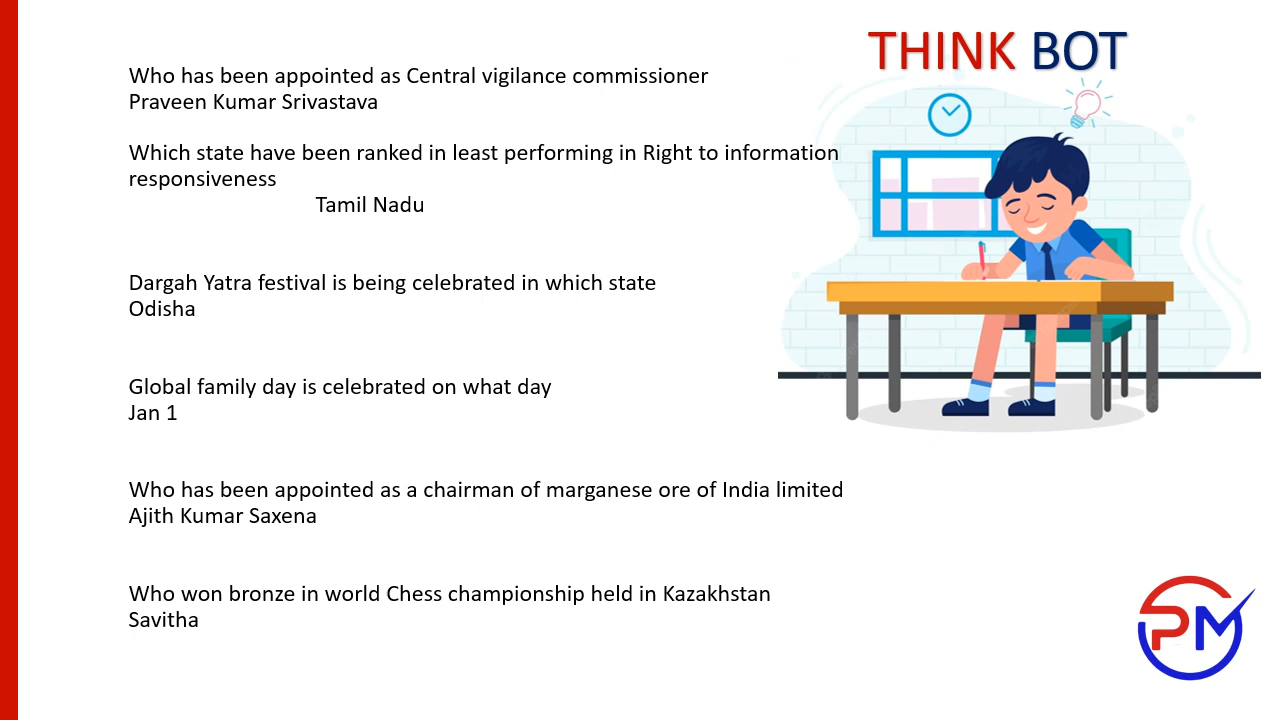 THINK BOT
Who has been appointed as Central vigilance commissioner
Praveen Kumar Srivastava
Which state have been ranked in least performing in Right to information
responsiveness
Tamil Nadu
Dargah Yatra festival is being celebrated in which state
Odisha
Global family day is celebrated on what day
Jan 1
Who has been appointed as a chairman of marganese ore of India limited
Ajith Kumar Saxena
Who won bronze in world Chess championship held in Kazakhstan
Savitha
PM